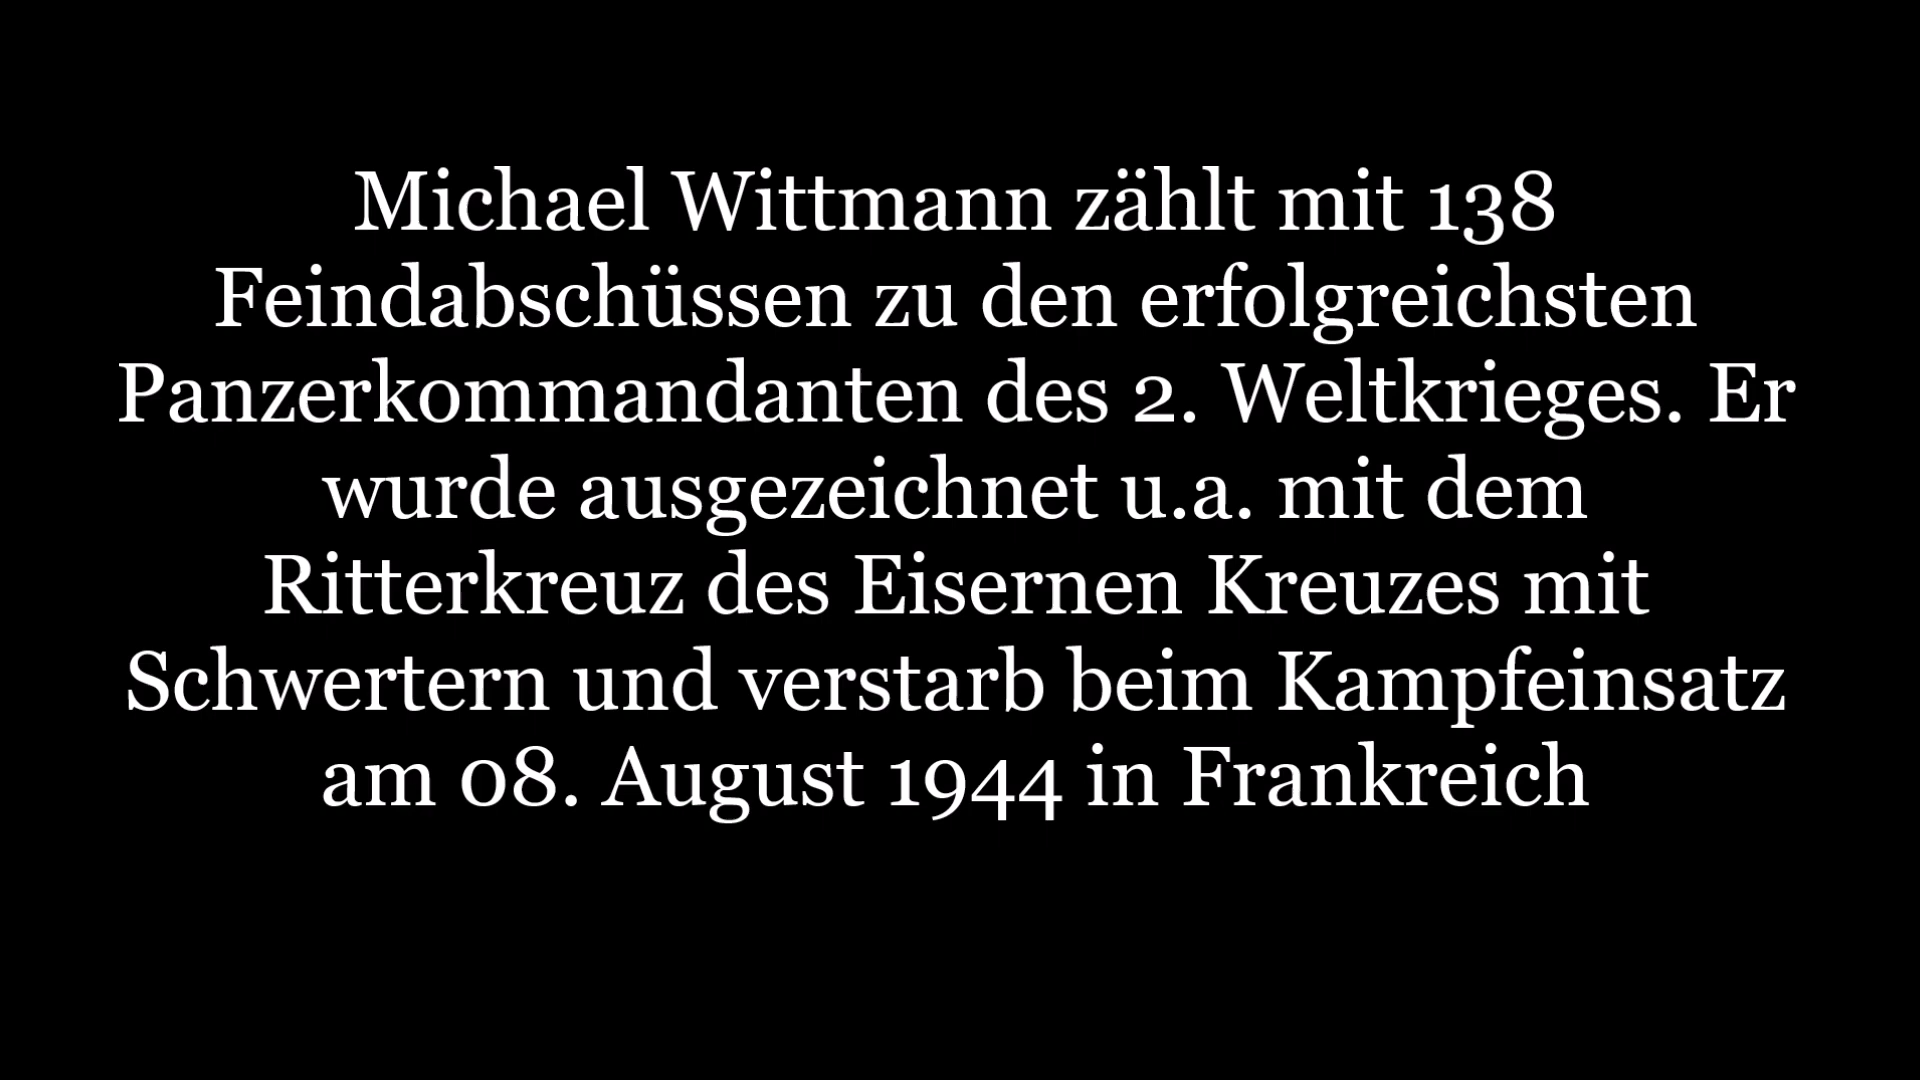 Michael Wittmann zählt mit 138
Feindabschüssen zu den erfolgreichsten
Panzerkommandanten des 2. Weltkrieges. Er
wurde ausgezeichnet u.a. mit dem
Ritterkreuz des Eisernen Kreuzes mit
Schwertern und verstarb beim Kampfeinsatz
am 08. August 1944 in Frankreich